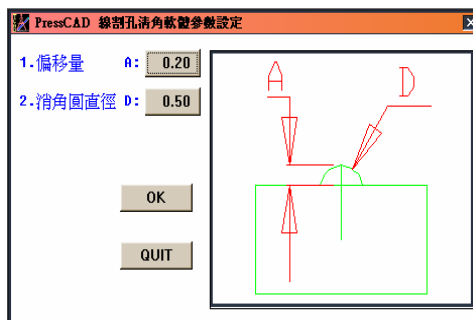 PressCAD 線割孔清角軟體參數設定
1.偏移量 A: 0.20
2.消角圓直徑 D: 0.50
OK
QUIT
A
D